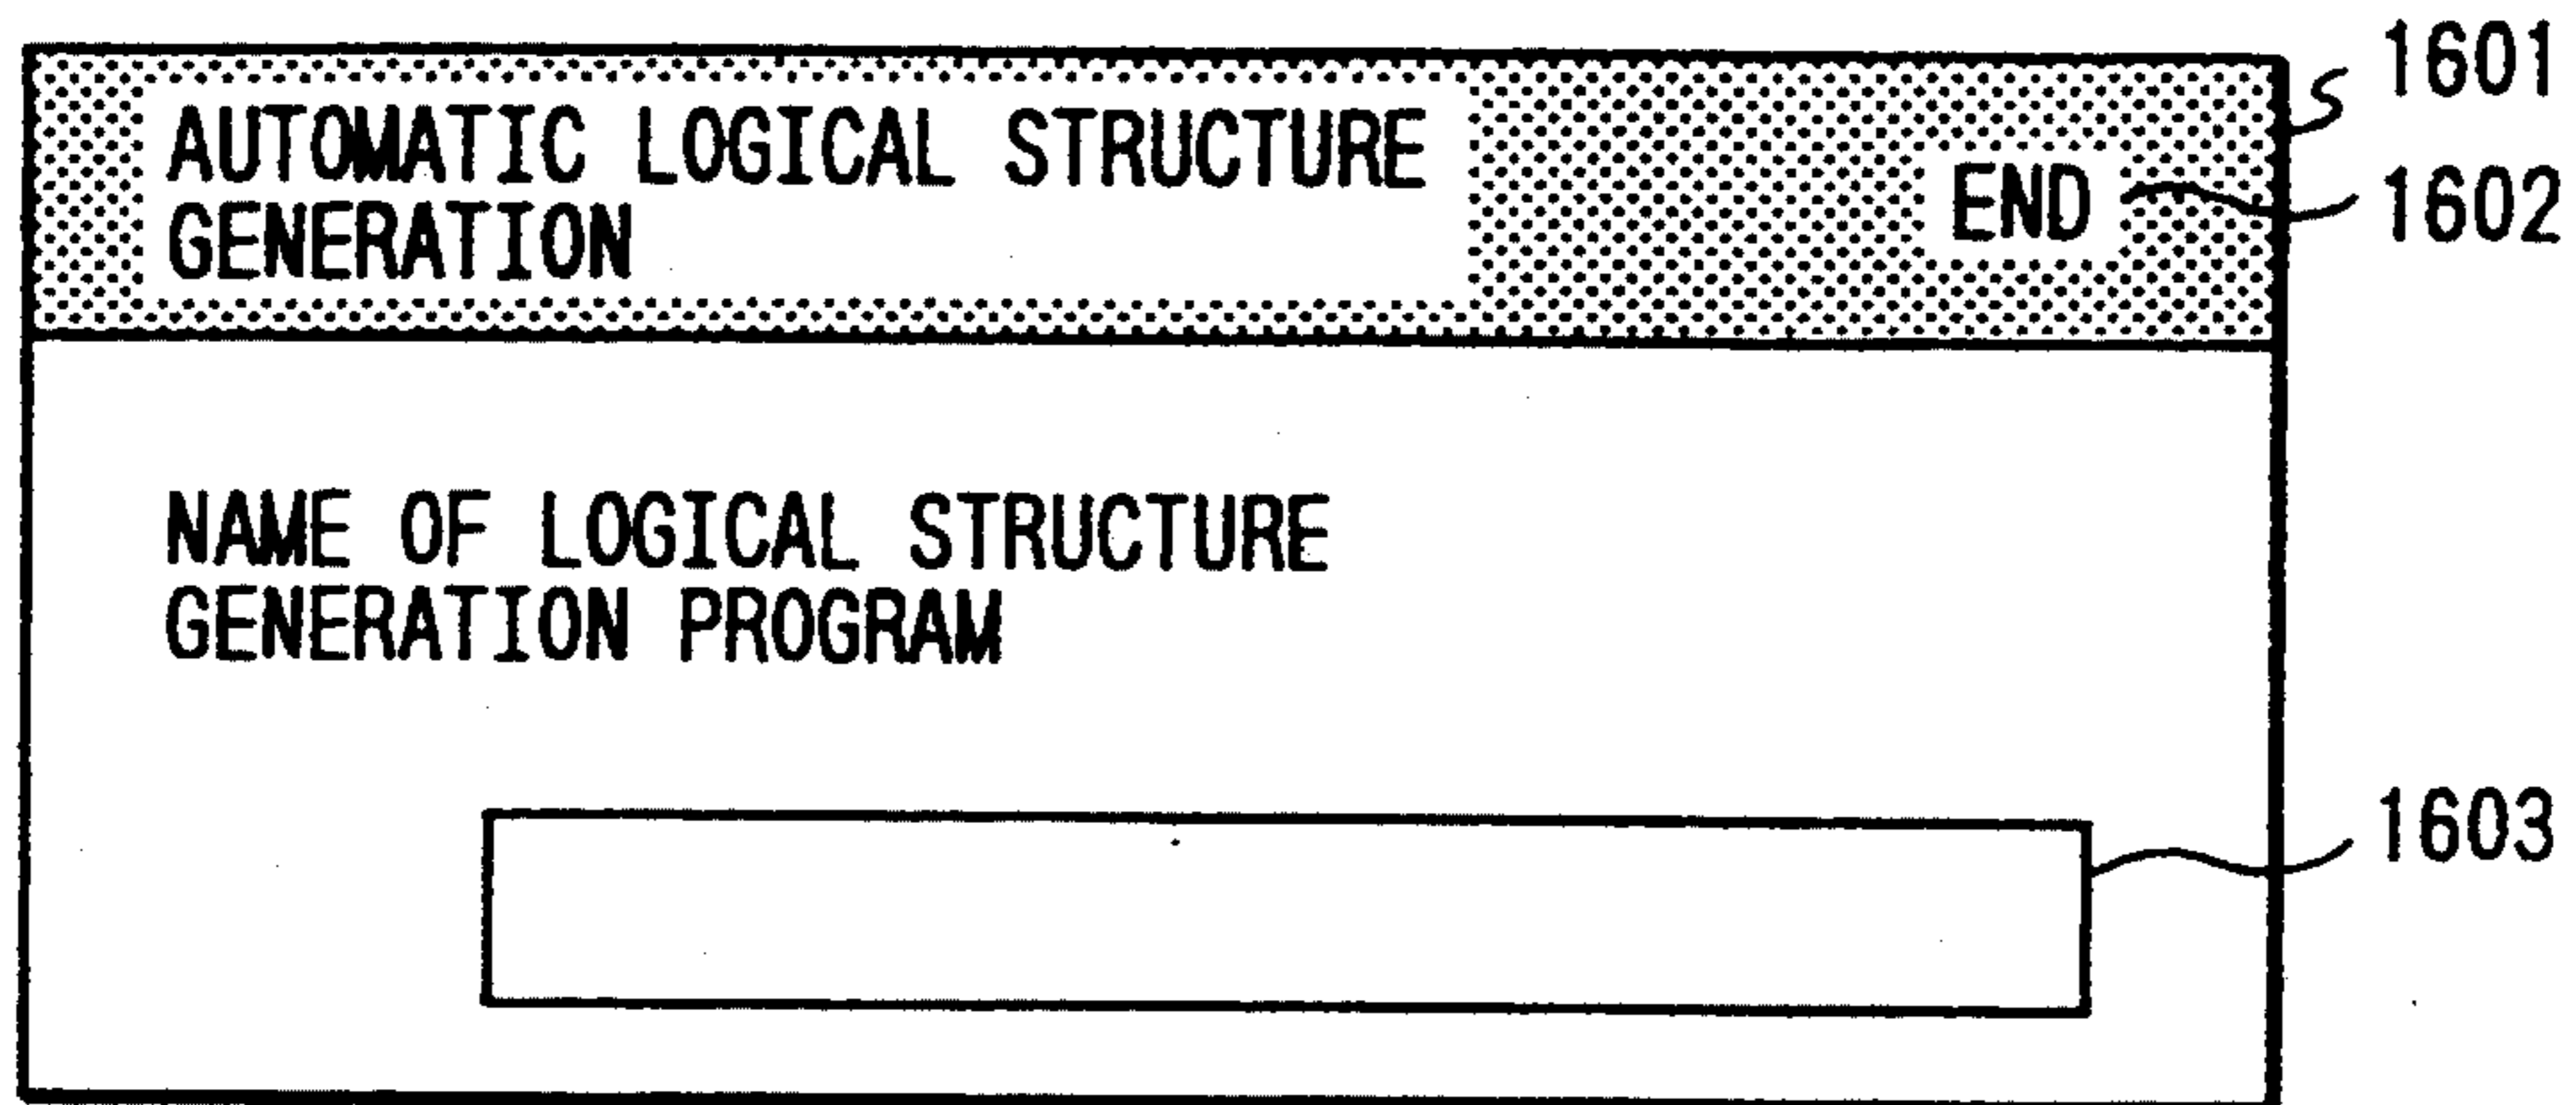 1601
AUTOMATIC LOGICAL STRUCTURE
GENERATION
END
1602
NAME OF LOGICAL STRUCTURE
GENERATION PROGRAM
1603